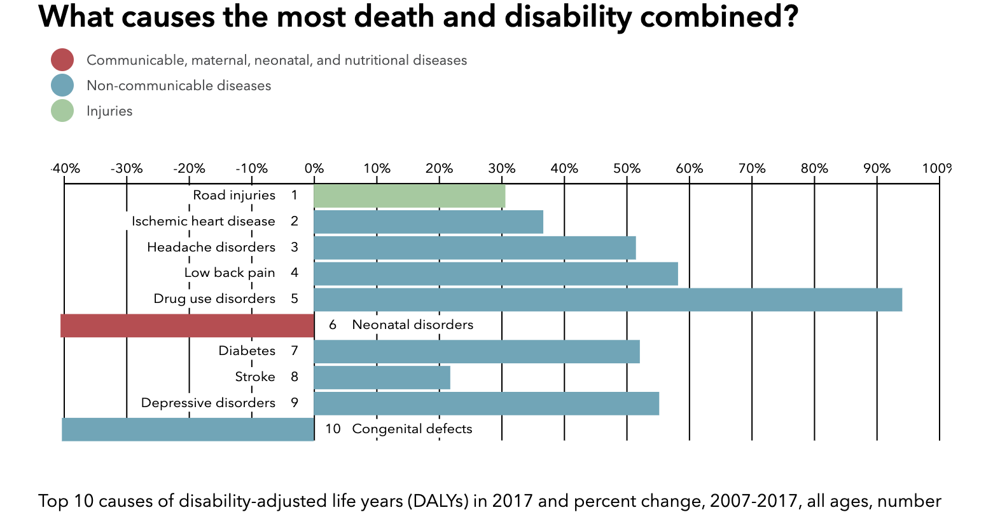 What causes the most death and disability combined?
Communicable, maternal, neonatal, and nutritional diseases
Non-communicable diseases
Injuries
-40% -30% -20% -10% 0% 10% 20% 30% 40% 50% 60% 70% 80% 90% 100%
Road injuries 1
Ischemic heart disease 2
Headache disorders 3
Low back pain 4
Drug use disorders 5
6 Neonatal disorders
Diabetes 7
Stroke 8
Depressive disorders 9
10 Congenital defects
Top 10 causes of disability-adjusted life years (DALYs) in 2017 and percent change, 2007-2017, all ages, number